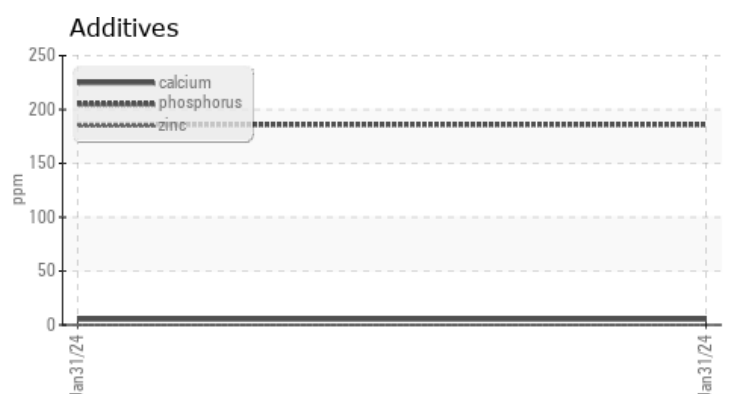 Additives
250
200
150
100
50
0
ppm
calcium
phosphorus
zinc
Jan31/24
Jan31/24